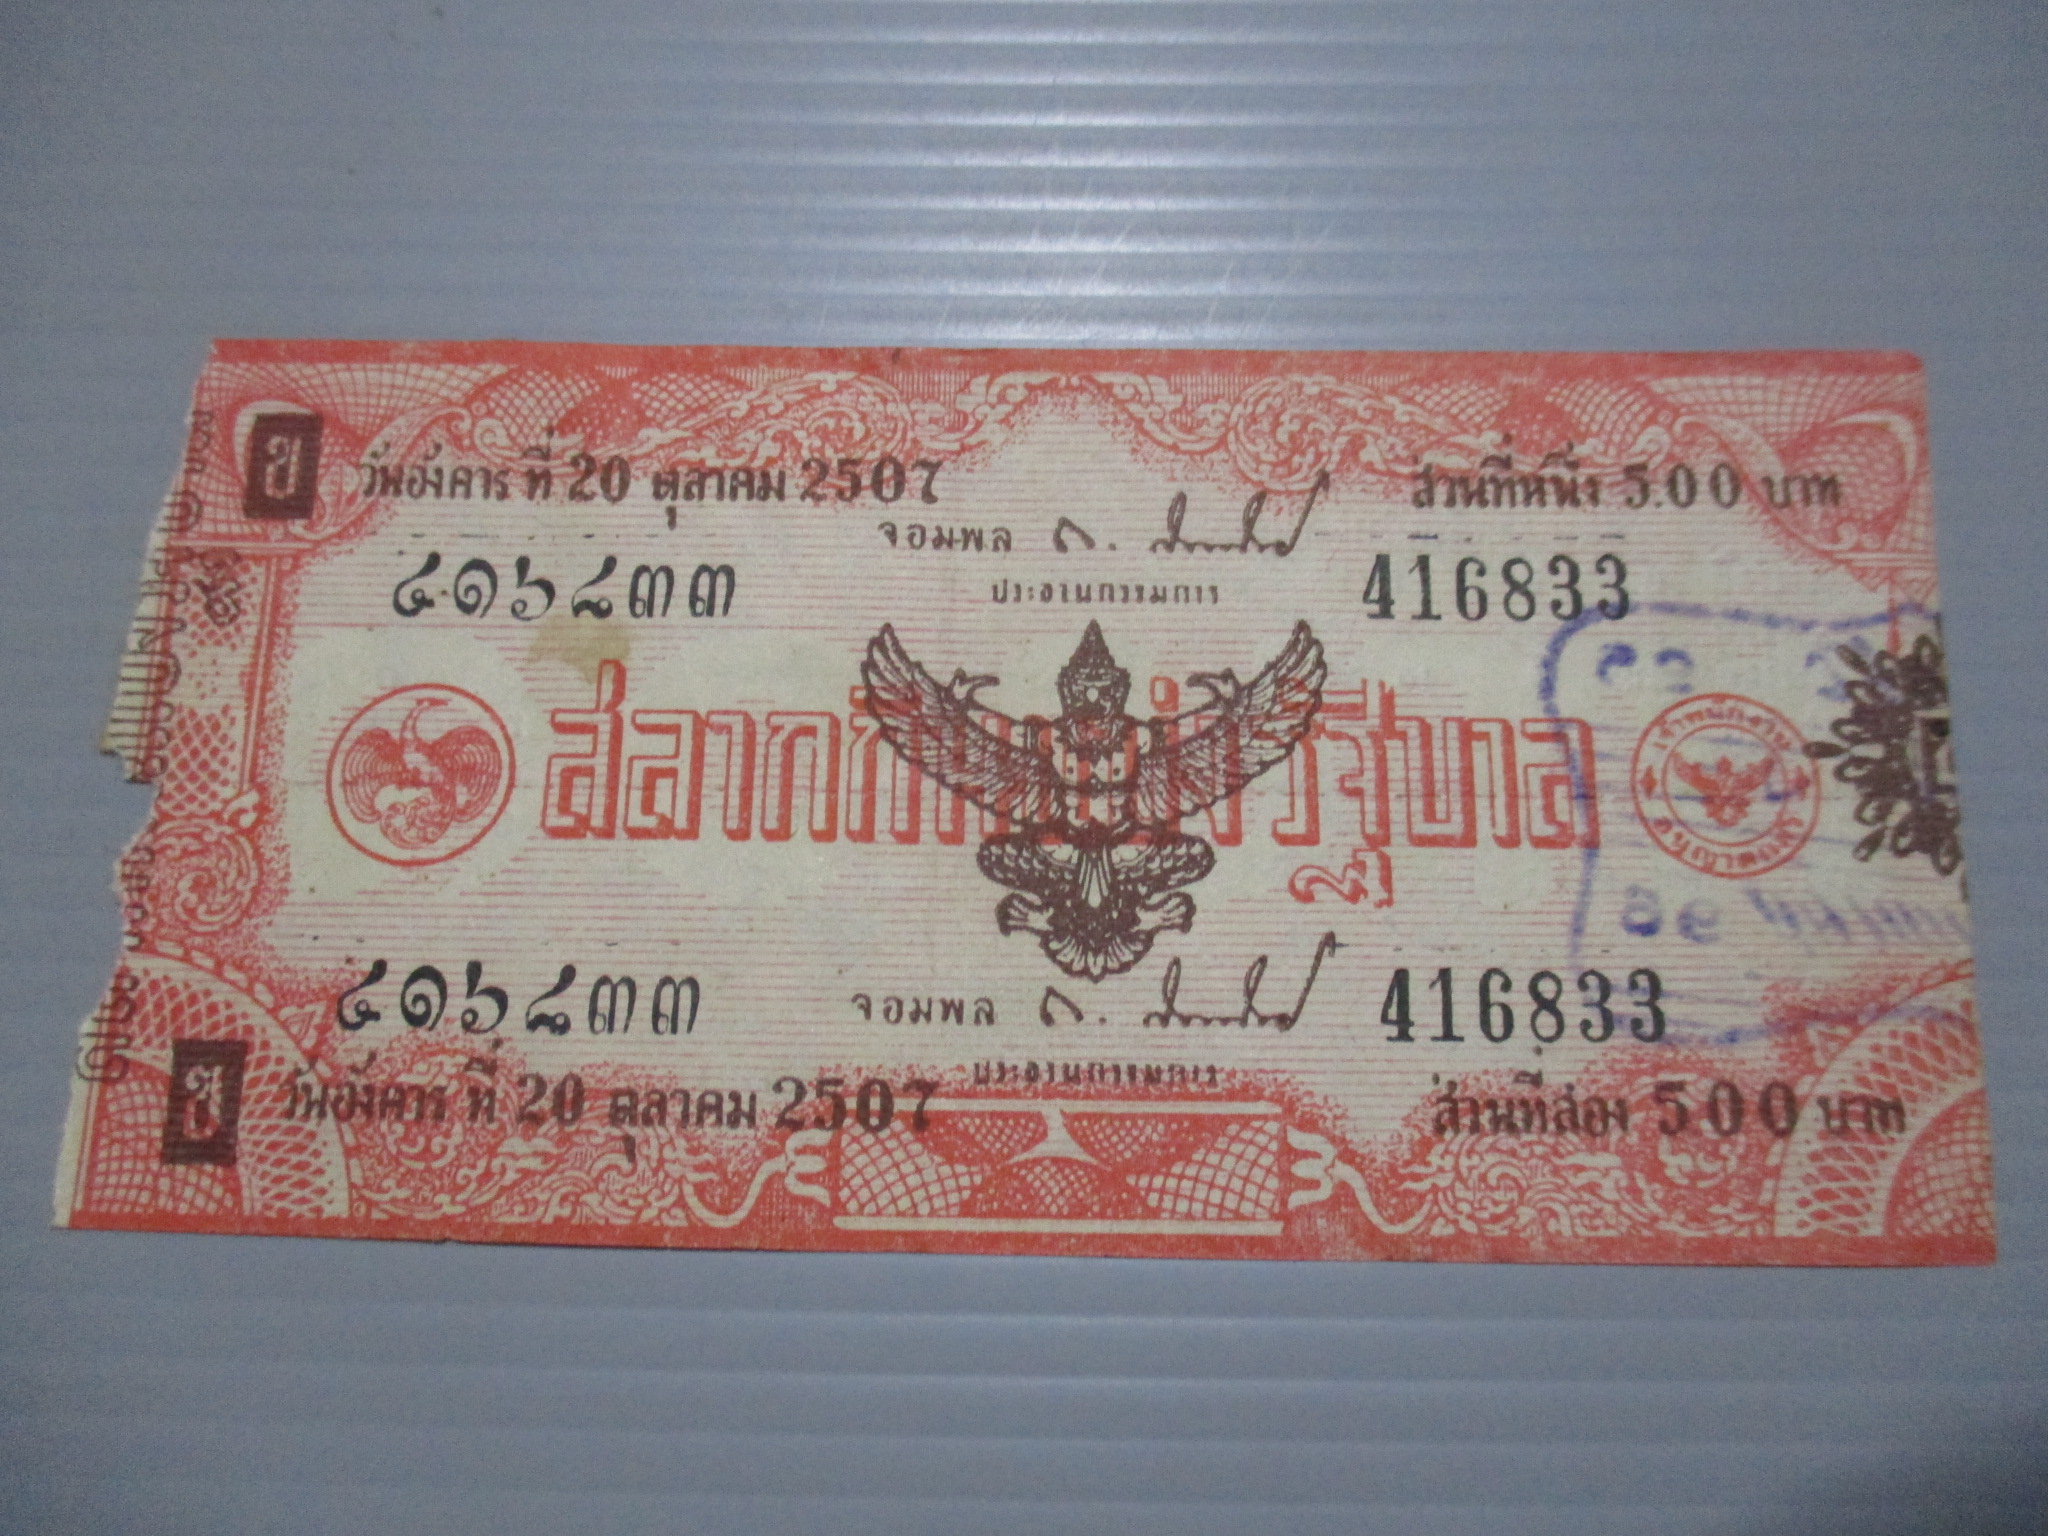 ข วันอังคาร ที่ 20 ตุลาคม 2507 ส่วนที่หนึ่ง 5.00 บาท
จอมพล ถ.
๔๑๖๘๓๓ ประธานกรรมการ 416833
สลากกินแบ่งรัฐบาล
๔๑๖๘๓๓ จอมพล ถ. 416833
ประธานกรรมการ
ข วันอังคาร ที่ 20 ตุลาคม 2507 ส่วนที่สอง 500 บาท